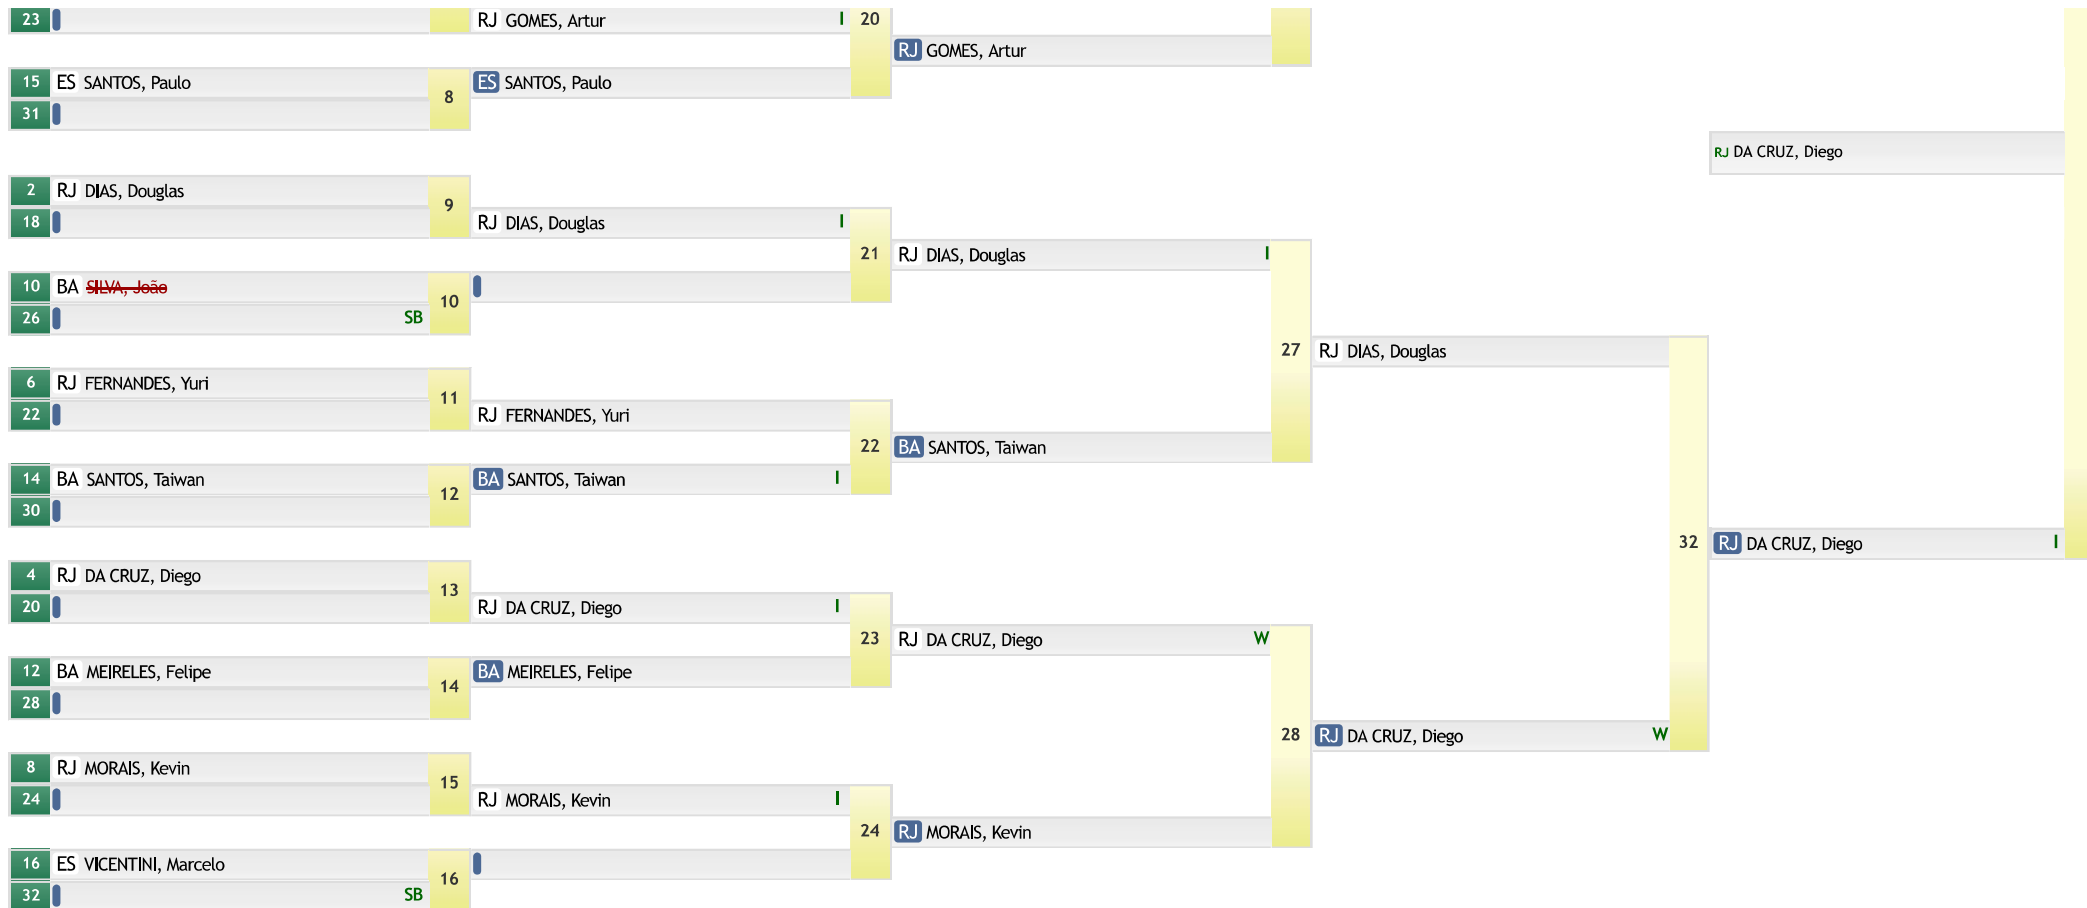 23 RJ GOMES, Artur I 20
RJ GOMES, Artur
15 ES SANTOS, Paulo 8 ES SANTOS, Paulo
31
RJ DA CRUZ, Diego
2 RJ DIAS, Douglas 9
18 RJ DIAS, Douglas I
21 RJ DIAS, Douglas I
10 BA SILVA, João 10
26 SB
27 RJ DIAS, Douglas
6 RJ FERNANDES, Yuri 11
22 RJ FERNANDES, Yuri
22 BA SANTOS, Taiwan
14 BA SANTOS, Taiwan 12 BA SANTOS, Taiwan I
30
32 RJ DA CRUZ, Diego I
4 RJ DA CRUZ, Diego 13
20 RJ DA CRUZ, Diego I
23 RJ DA CRUZ, Diego W
12 BA MEIRELES, Felipe 14 BA MEIRELES, Felipe
28
28 RJ DA CRUZ, Diego W
8 RJ MORAIS, Kevin 15
24 RJ MORAIS, Kevin I
24 RJ MORAIS, Kevin
16 ES VICENTINI, Marcelo 16
32 SB